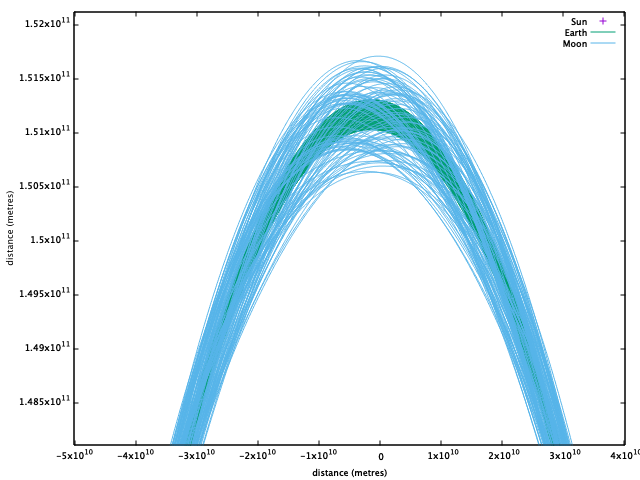 Sun
Earth
Moon
1.52x10^11
1.515x10^11
1.51x10^11
1.505x10^11
1.5x10^11
1.495x10^11
1.49x10^11
1.485x10^11
distance (metres)
−5x10^10 −4x10^10 −3x10^10 −2x10^10 −1x10^10 0 1x10^10 2x10^10 3x10^10 4x10^10
distance (metres)